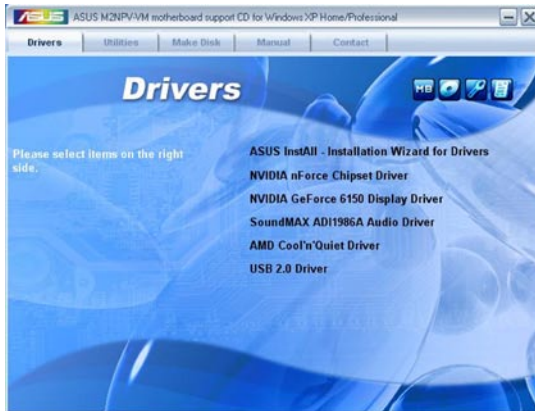 ASUS M2NPV-VM motherboard support CD for Windows XP Home/Professional
Drivers Utilities Make Disk Manual Contact
Drivers
MB
Please select items on the right
side.
ASUS InstAll - Installation Wizard for Drivers
NVIDIA nForce Chipset Driver
NVIDIA GeForce 6150 Display Driver
SoundMAX ADI1986A Audio Driver
AMD Cool'n'Quiet Driver
USB 2.0 Driver